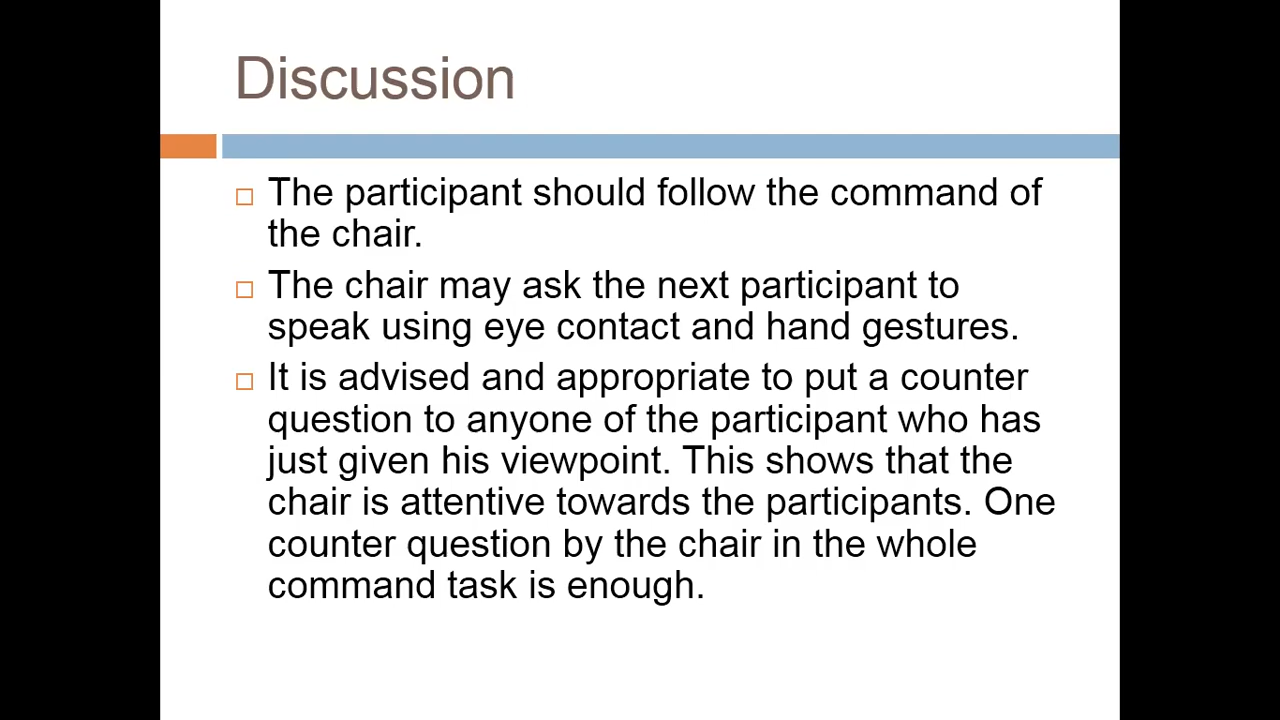 Discussion
The participant should follow the command of
the chair.
The chair may ask the next participant to
speak using eye contact and hand gestures.
It is advised and appropriate to put a counter
question to anyone of the participant who has
just given his viewpoint. This shows that the
chair is attentive towards the participants. One
counter question by the chair in the whole
command task is enough.